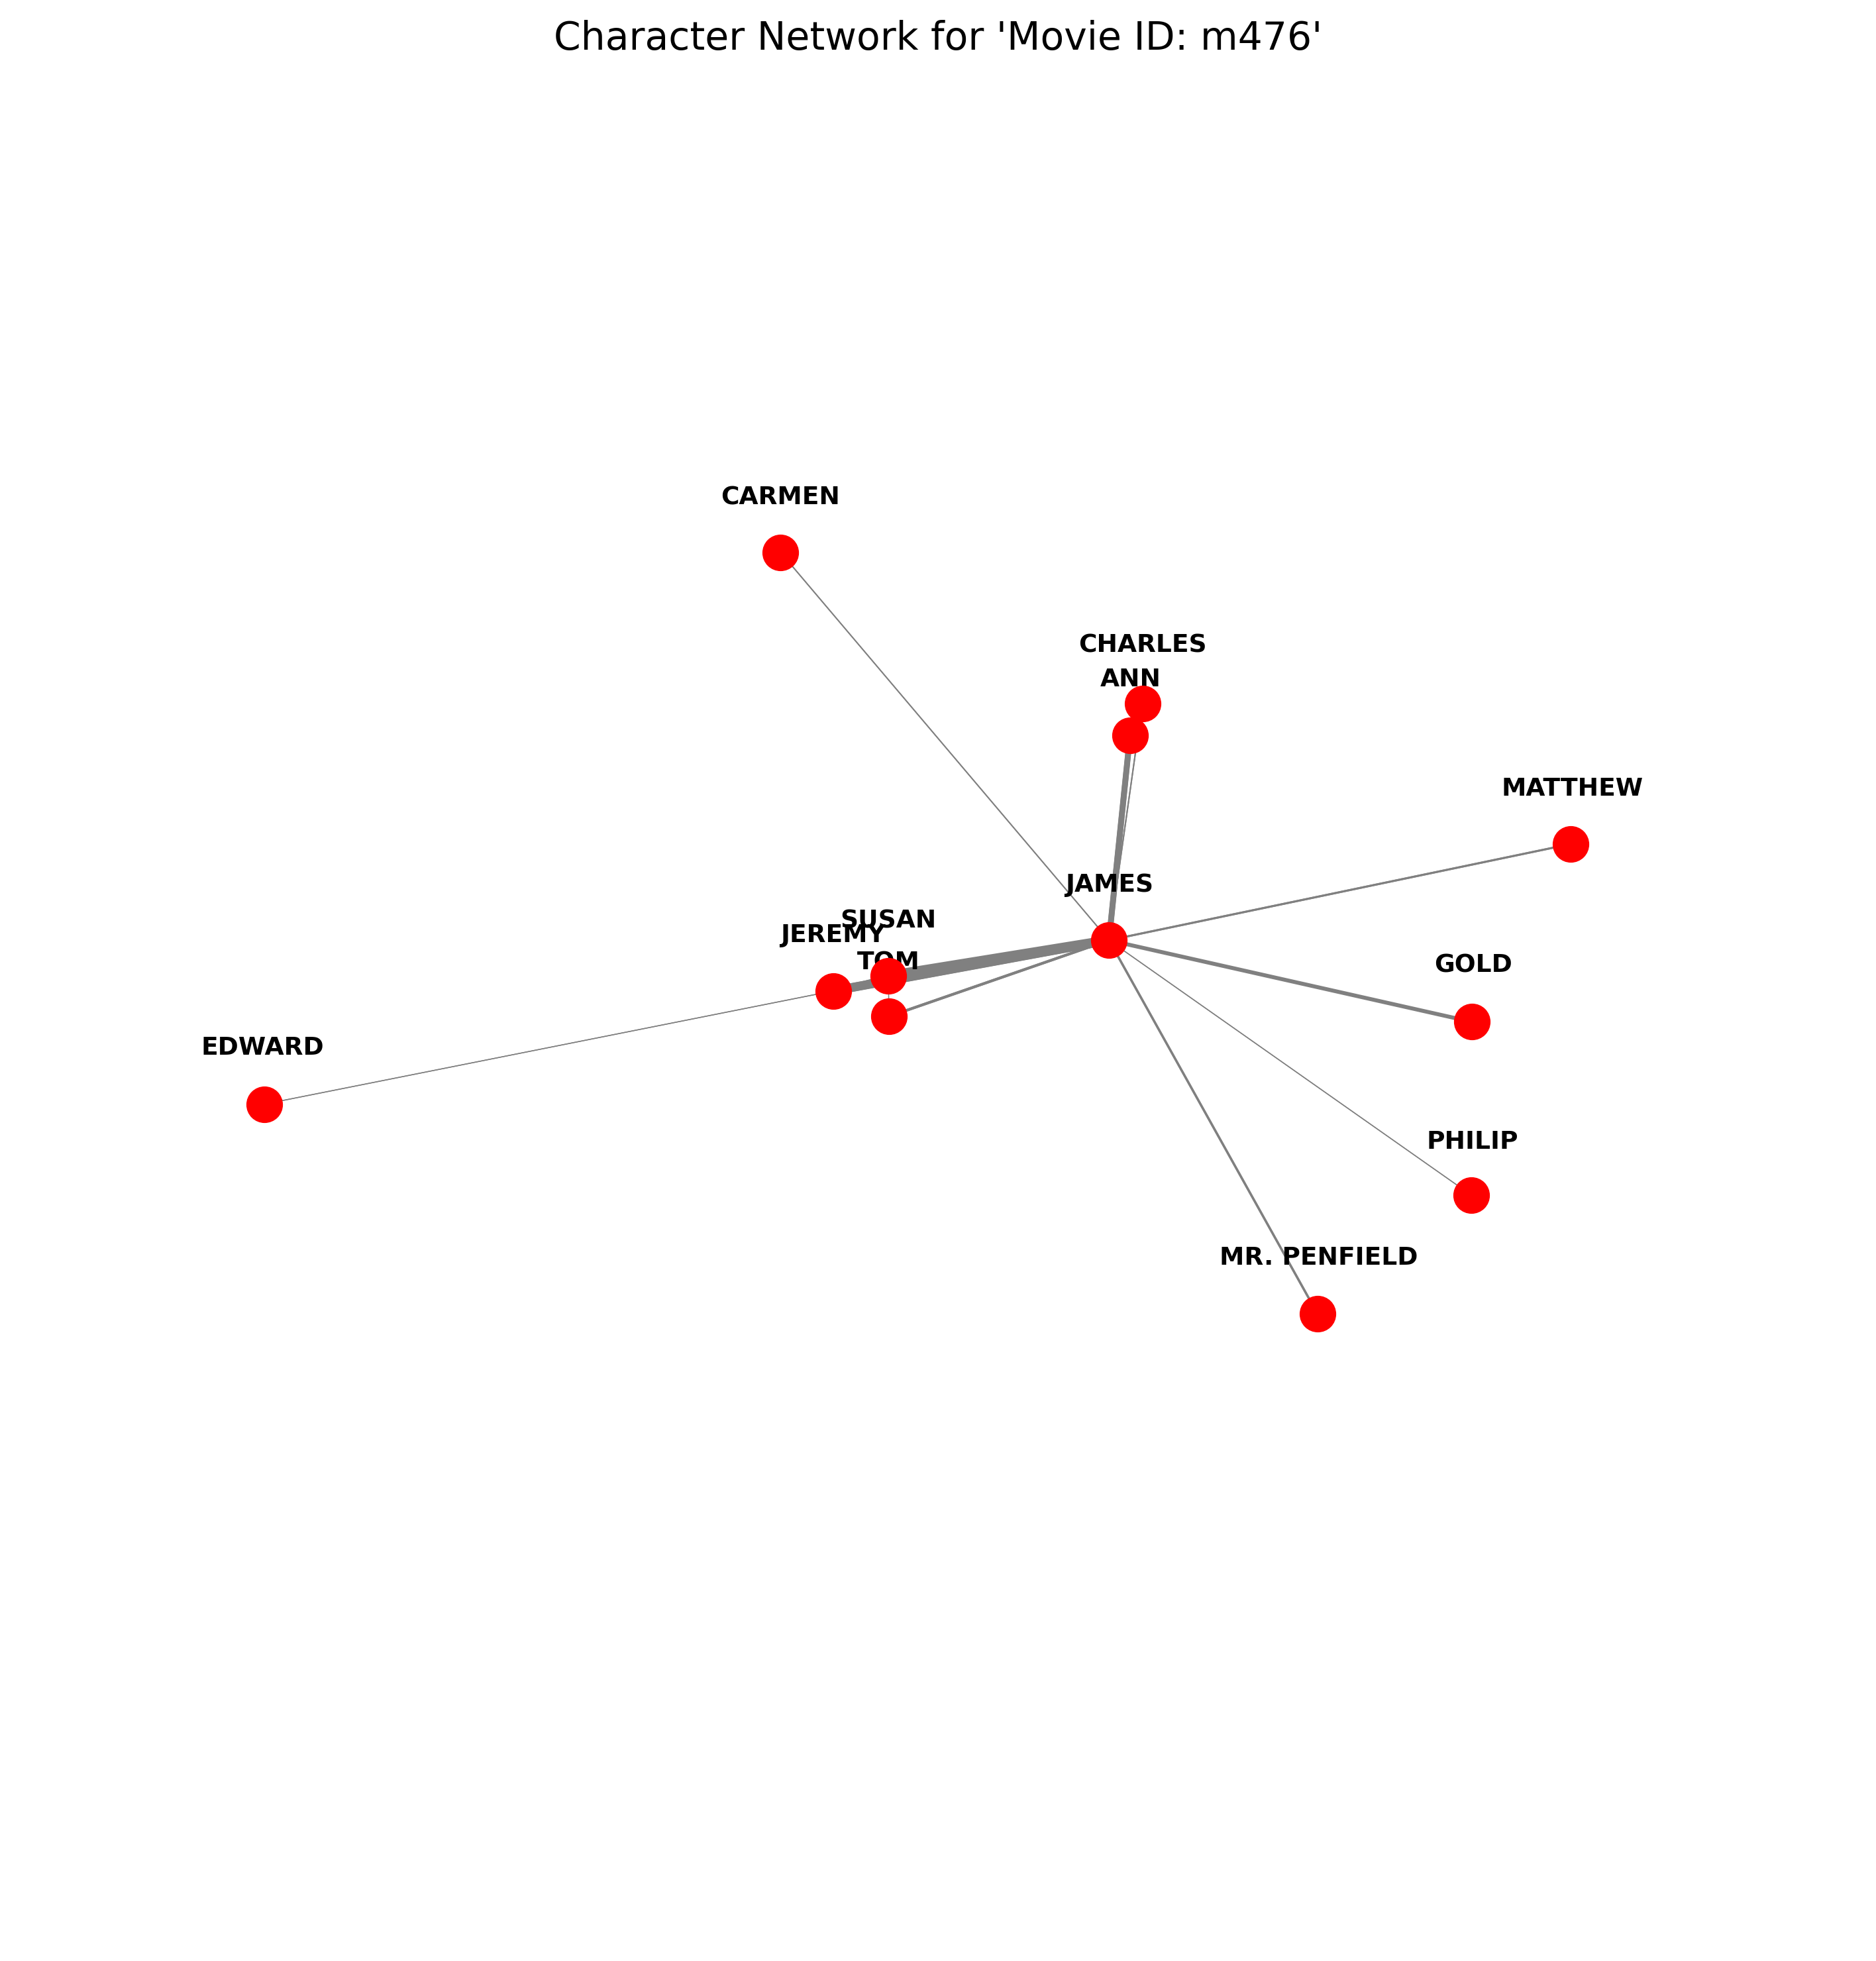 Character Network for 'Movie ID: m476'
CARMEN
CHARLES
ANN
MATTHEW
JAMES
SUSAN
JEREMY
TOM
GOLD
EDWARD
PHILIP
MR. PENFIELD